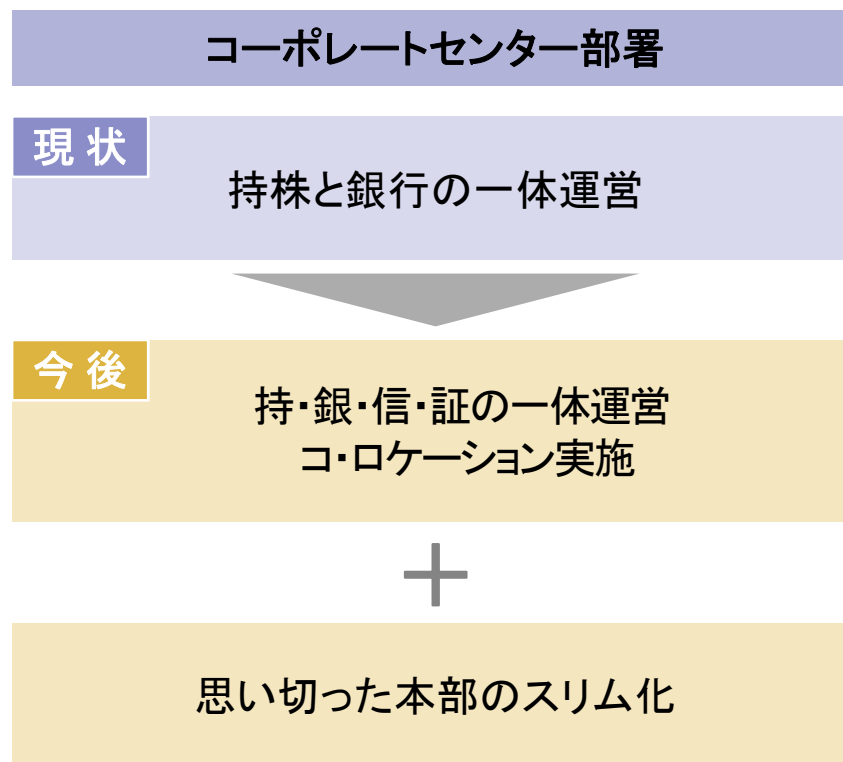 コーポレートセンター部署
現 状
持株と銀行の一体運営
今 後
持・銀・信・証の一体運営
コ・ロケーション実施
＋
思い切った本部のスリム化